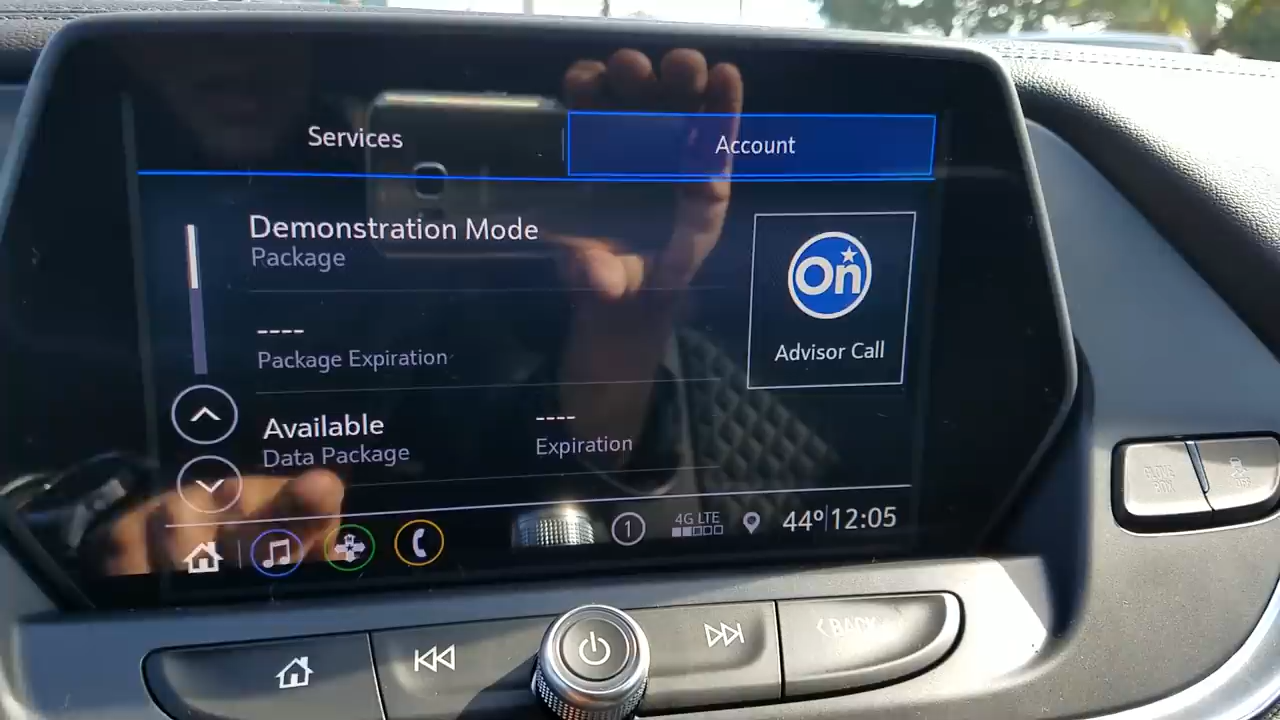 Services
Account
Demonstration Mode
Package
On
Advisor Call
----
Package Expiration
Available
Data Package
----
Expiration
1
4G LTE
44° 12:05
BACK